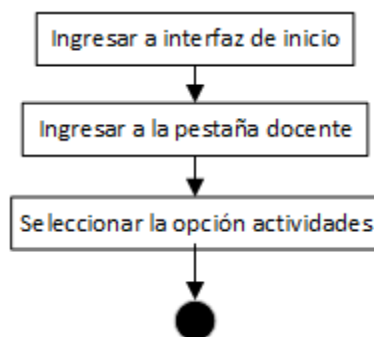 Ingresar a interfaz de inicio
Ingresar a la pestaña docente
Seleccionar la opción actividades